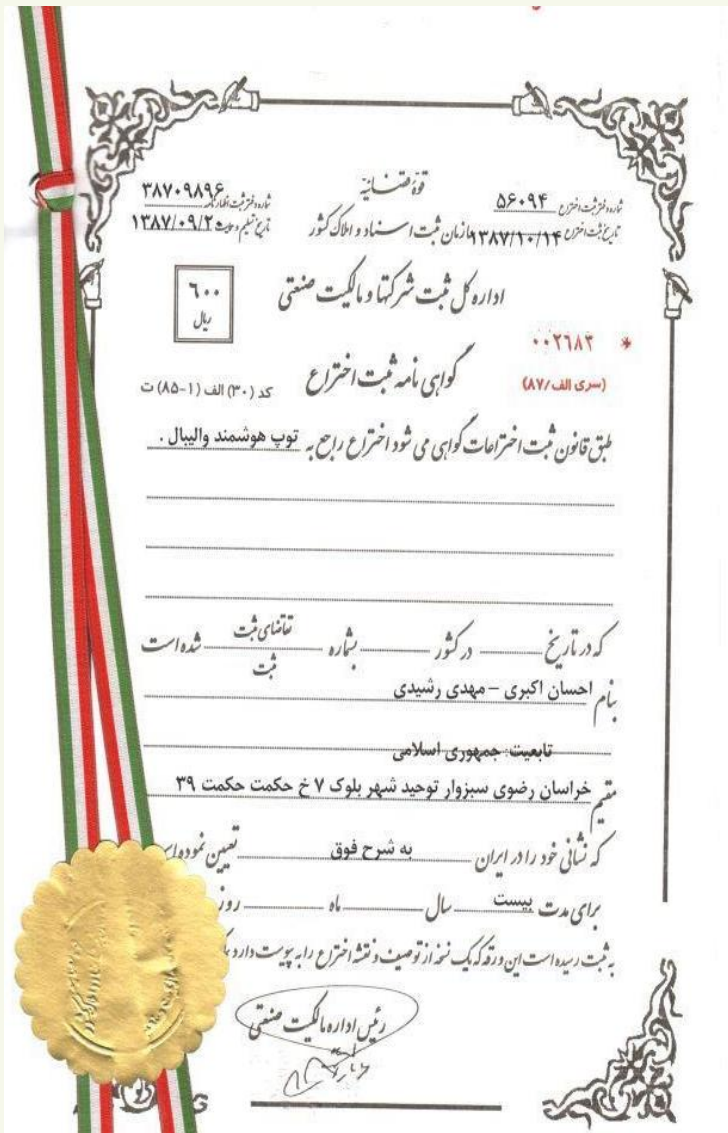 قوه قضائیه
شماره دفتر ثبت اختراع ۵۶۰۹۴
تاریخ ثبت اختراع ۱۳۸۷/۱۰/۱۴
شماره دفتر ثبت اظهارنامه ۳۸۷۰۹۸۹۶
تاریخ تسلیم ۱۳۸۷/۰۹/۲
سازمان ثبت اسناد و املاک کشور
اداره کل ثبت شرکتها و مالکیت صنعتی
۶۰۰
ریال
* ۰۰۲۶۸۳
(سری الف/۸۷)
گواهی نامه ثبت اختراع
کد (۳۰) الف (۱-۸۵) ت
طبق قانون ثبت اختراعات گواهی می شود اختراع راجع به توپ هوشمند والیبال .
که در تاریخ در کشور بشماره تقاضای ثبت شده است
ثبت
بنام احسان اکبری – مهدی رشیدی
تابعیت: جمهوری اسلامی
مقیم خراسان رضوی سبزوار توحید شهر بلوک ۷ خ حکمت حکمت ۳۹
که نشانی خود را در ایران به شرح فوق تعیین نموده
برای مدت بیست سال ماه روز
به ثبت رسیده است این ورقه که یک نسخه از توصیف و نقشه اختراع را به پیوست دارد
رئیس اداره مالکیت صنعتی